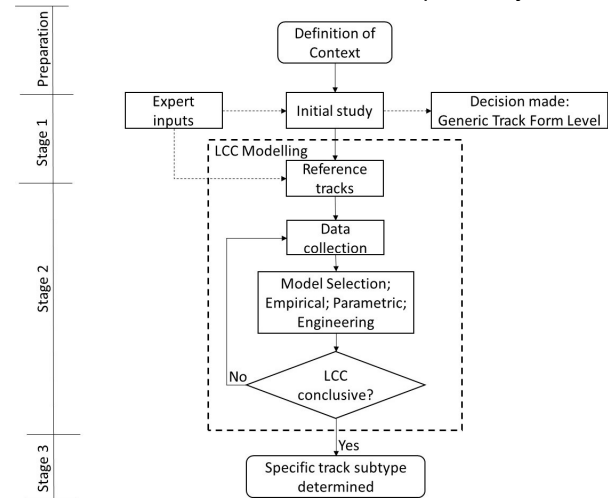 Preparation
Definition of
Context
Stage 1
Expert
inputs
Initial study
Decision made:
Generic Track Form Level
LCC Modelling
Reference
tracks
Stage 2
Data
collection
Model Selection;
Empirical; Parametric;
Engineering
LCC
conclusive?
No
Yes
Stage 3
Specific track subtype
determined